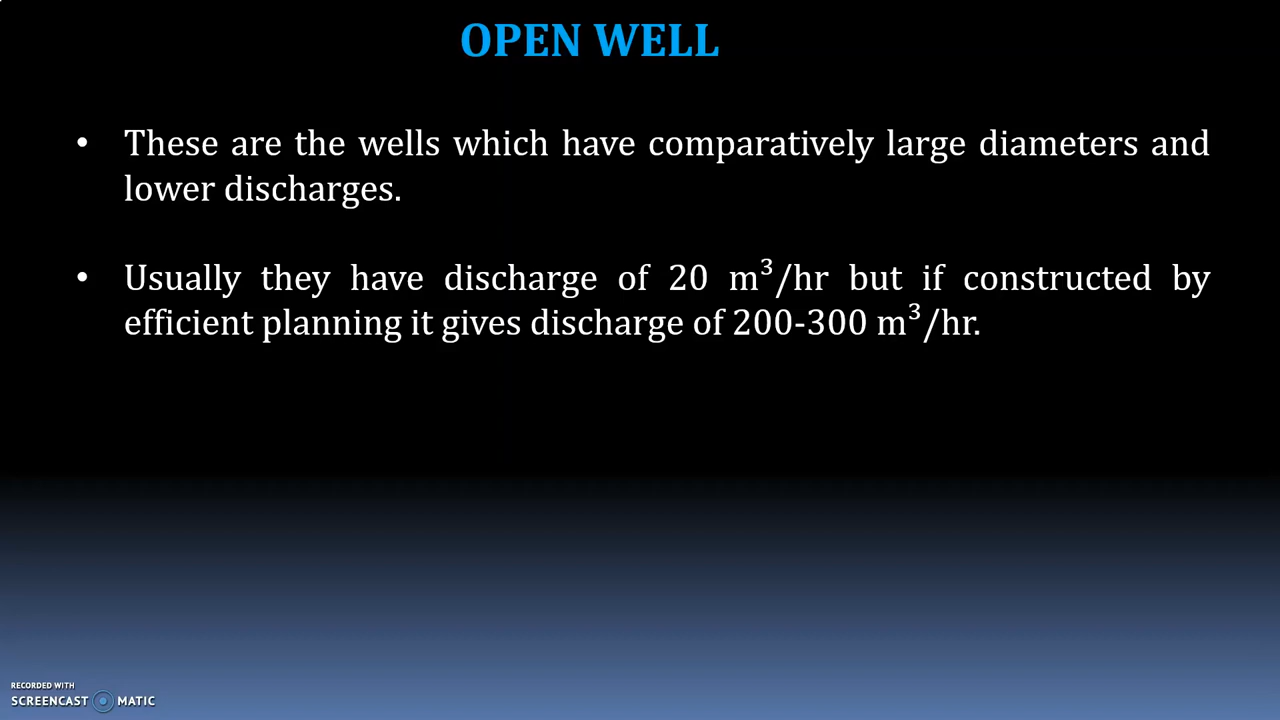 OPEN WELL
• These are the wells which have comparatively large diameters and
lower discharges.
• Usually they have discharge of 20 m³/hr but if constructed by
efficient planning it gives discharge of 200-300 m³/hr.
RECORDED WITH
SCREENCAST MATIC